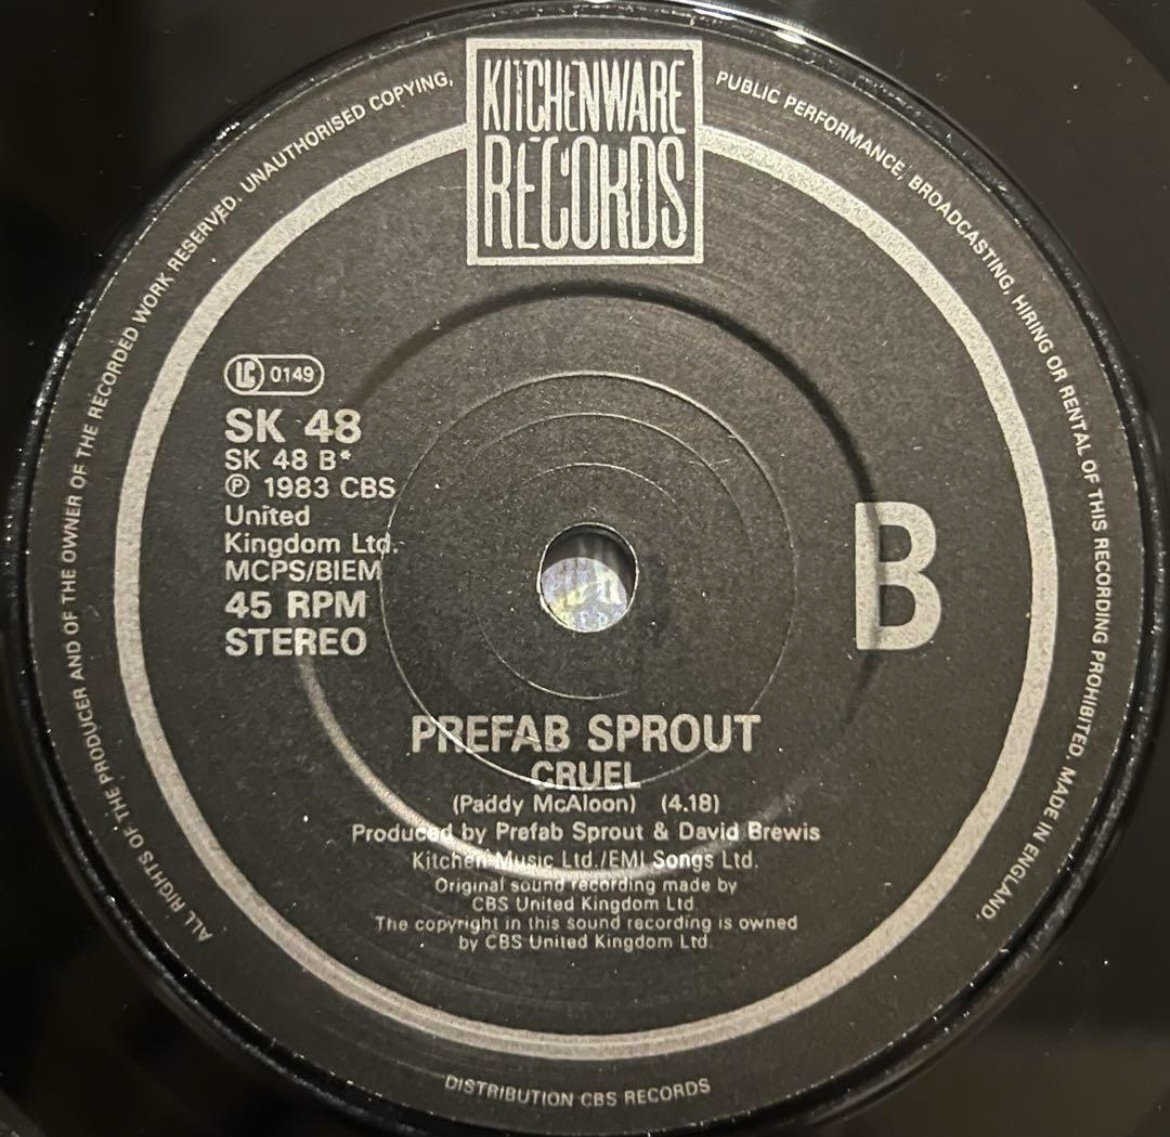 KITCHENWARE
RECORDS
ALL RIGHTS OF THE PRODUCER AND OF THE OWNER OF THE RECORDED WORK RESERVED. UNAUTHORISED COPYING, PUBLIC PERFORMANCE, BROADCASTING, HIRING OR RENTAL OF THIS RECORDING PROHIBITED. MADE IN ENGLAND.
LC 0149
SK 48
SK 48 B*
℗ 1983 CBS
United
Kingdom Ltd.
MCPS/BIEM
45 RPM
STEREO
B
PREFAB SPROUT
CRUEL
(Paddy McAloon) (4.18)
Produced by Prefab Sprout & David Brewis
Kitchen Music Ltd./EMI Songs Ltd.
Original sound recording made by
CBS United Kingdom Ltd.
The copyright in this sound recording is owned
by CBS United Kingdom Ltd.
DISTRIBUTION CBS RECORDS